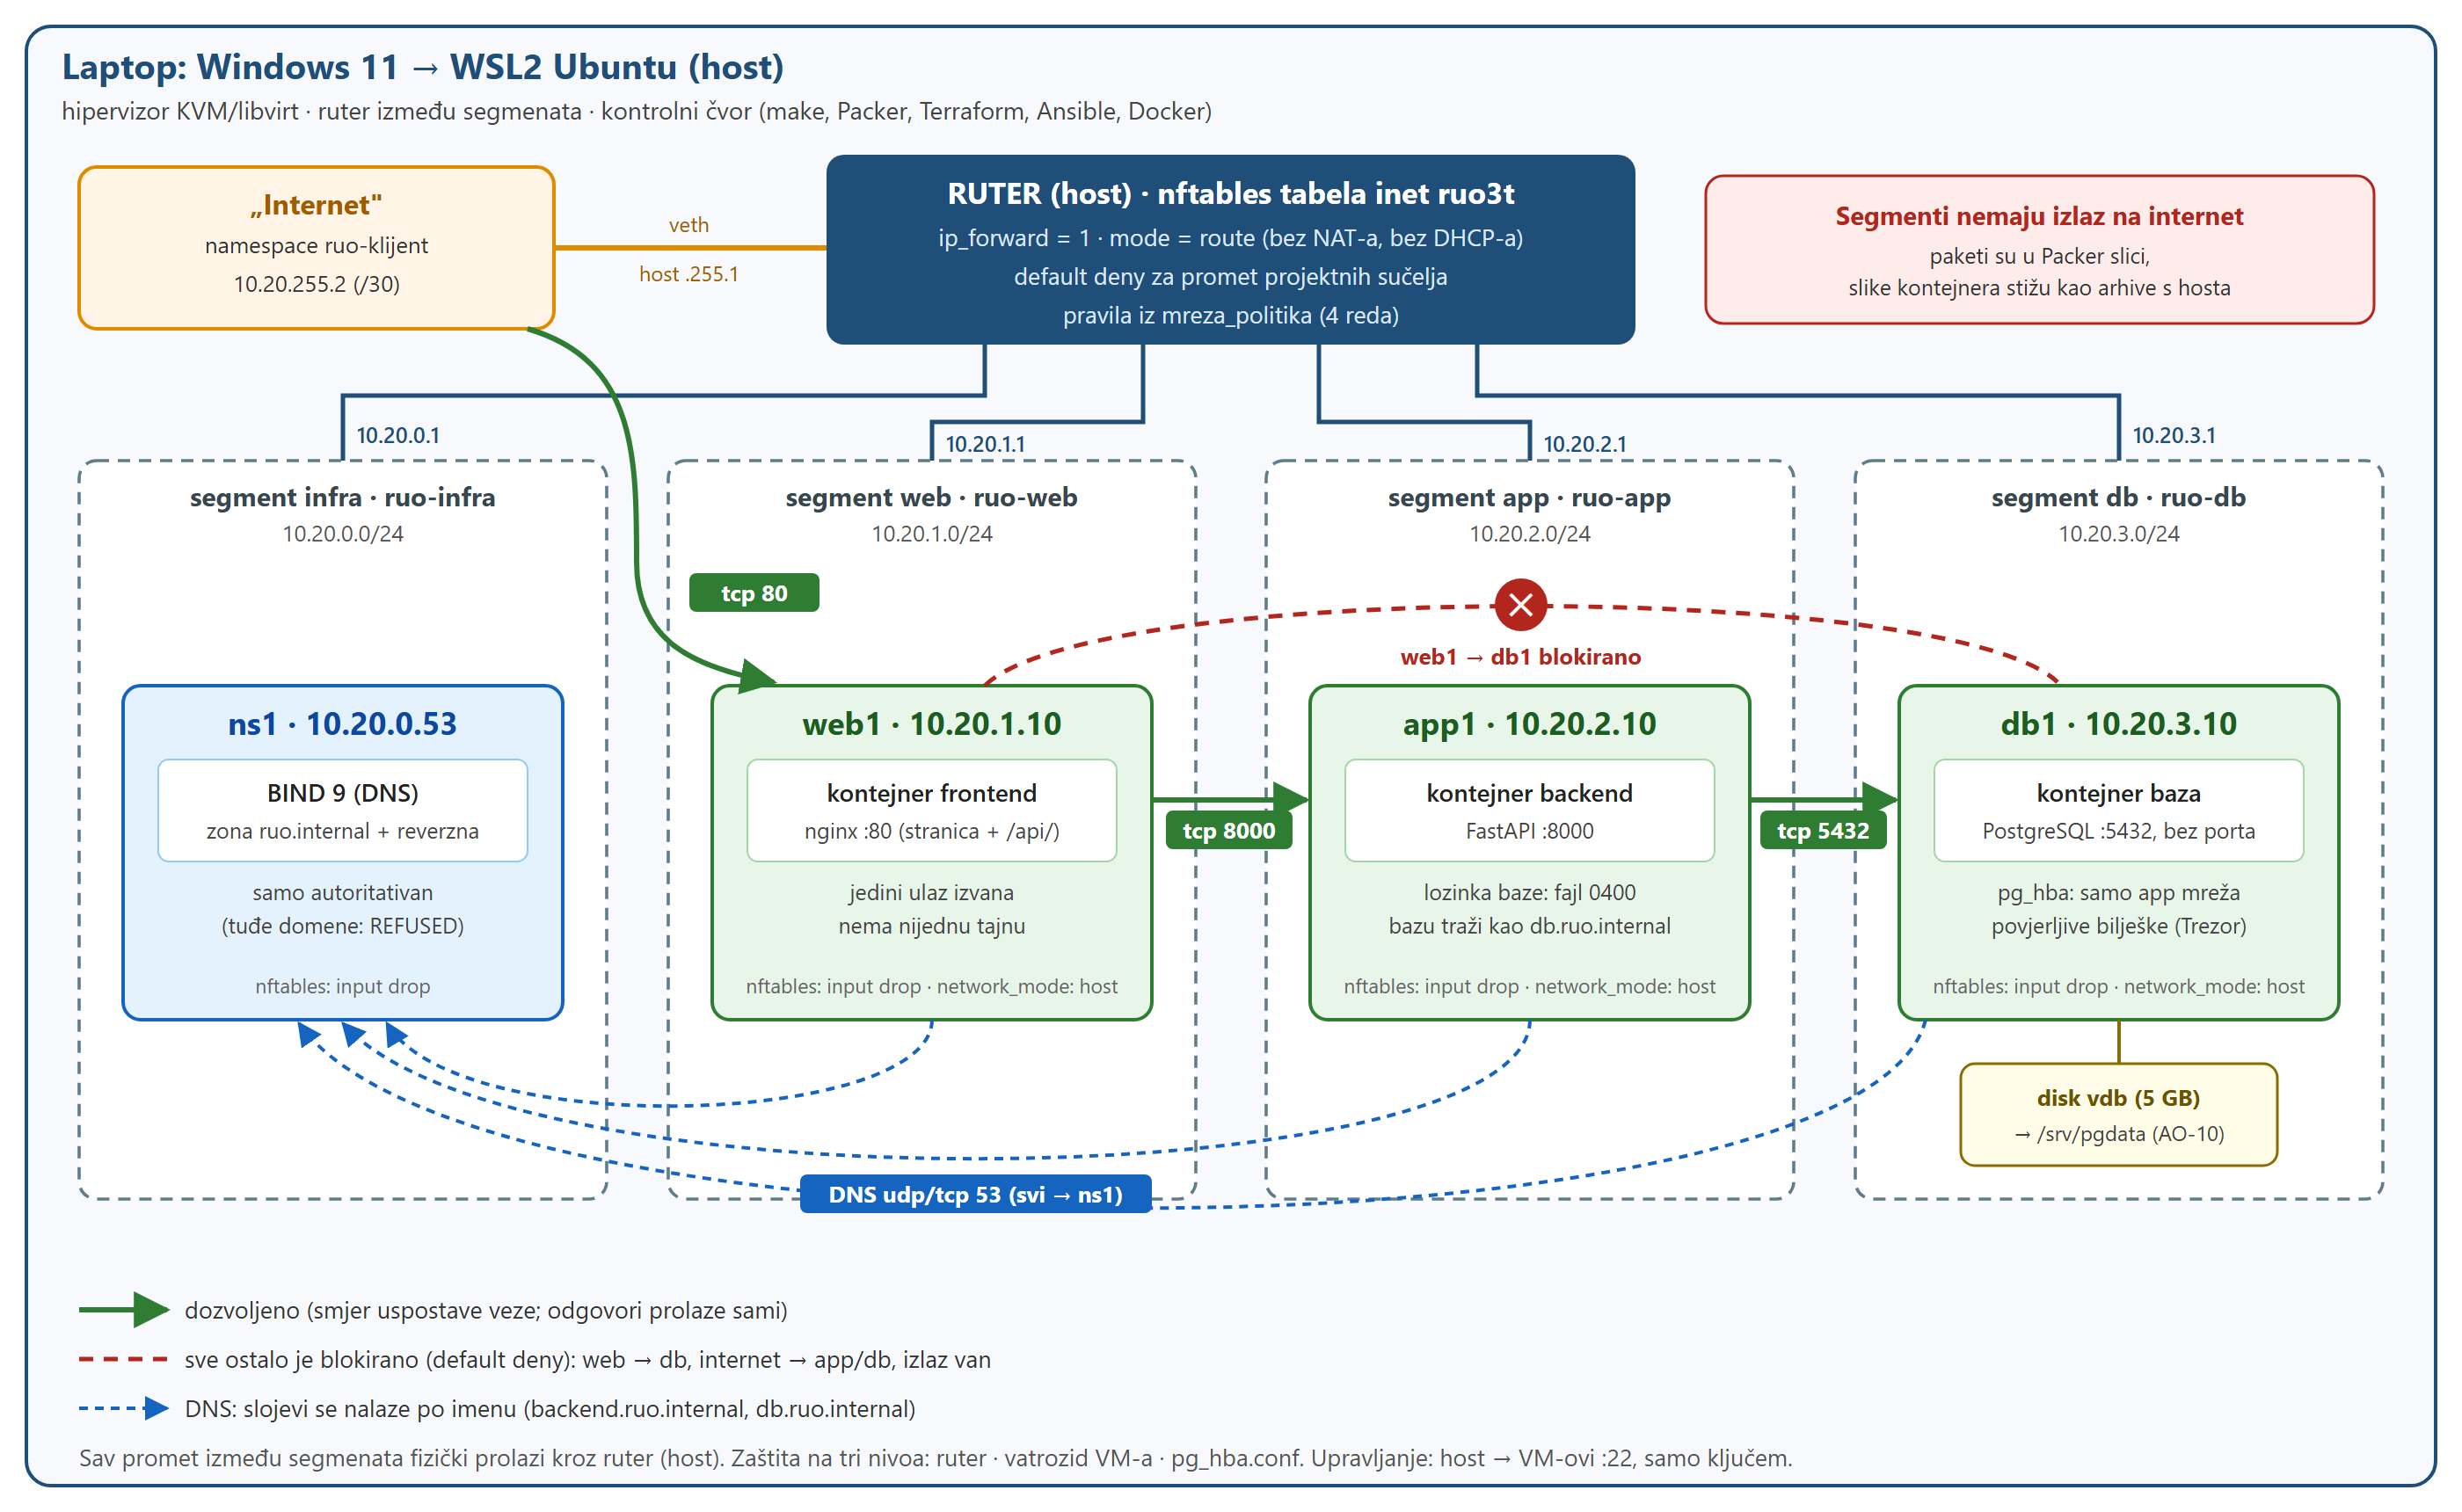 Laptop: Windows 11 → WSL2 Ubuntu (host)
hipervizor KVM/libvirt · ruter između segmenata · kontrolni čvor (make, Packer, Terraform, Ansible, Docker)
„Internet"
namespace ruo-klijent
10.20.255.2 (/30)
veth
host .255.1
RUTER (host) · nftables tabela inet ruo3t
ip_forward = 1 · mode = route (bez NAT-a, bez DHCP-a)
default deny za promet projektnih sučelja
pravila iz mreza_politika (4 reda)
Segmenti nemaju izlaz na internet
paketi su u Packer slici,
slike kontejnera stižu kao arhive s hosta
10.20.0.1
10.20.1.1
10.20.2.1
10.20.3.1
segment infra · ruo-infra
10.20.0.0/24
segment web · ruo-web
10.20.1.0/24
segment app · ruo-app
10.20.2.0/24
segment db · ruo-db
10.20.3.0/24
tcp 80
web1 → db1 blokirano
ns1 · 10.20.0.53
BIND 9 (DNS)
zona ruo.internal + reverzna
samo autoritativan
(tuđe domene: REFUSED)
nftables: input drop
web1 · 10.20.1.10
kontejner frontend
nginx :80 (stranica + /api/)
jedini ulaz izvana
nema nijednu tajnu
nftables: input drop · network_mode: host
tcp 8000
app1 · 10.20.2.10
kontejner backend
FastAPI :8000
lozinka baze: fajl 0400
bazu traži kao db.ruo.internal
nftables: input drop · network_mode: host
tcp 5432
db1 · 10.20.3.10
kontejner baza
PostgreSQL :5432, bez porta
pg_hba: samo app mreža
povjerljive bilješke (Trezor)
nftables: input drop · network_mode: host
disk vdb (5 GB)
→ /srv/pgdata (AO-10)
DNS udp/tcp 53 (svi → ns1)
dozvoljeno (smjer uspostave veze; odgovori prolaze sami)
sve ostalo je blokirano (default deny): web → db, internet → app/db, izlaz van
DNS: slojevi se nalaze po imenu (backend.ruo.internal, db.ruo.internal)
Sav promet između segmenata fizički prolazi kroz ruter (host). Zaštita na tri nivoa: ruter · vatrozid VM-a · pg_hba.conf. Upravljanje: host → VM-ovi :22, samo ključem.